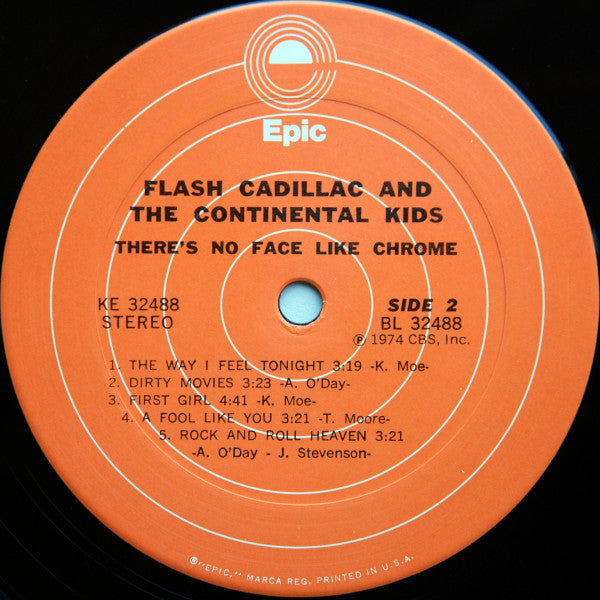 Epic
FLASH CADILLAC AND
THE CONTINENTAL KIDS
THERE'S NO FACE LIKE CHROME
KE 32488
STEREO
SIDE 2
BL 32488
℗ 1974 CBS, Inc.
1. THE WAY I FEEL TONIGHT 3:19 -K. Moe-
2. DIRTY MOVIES 3:23 -A. O'Day-
3. FIRST GIRL 4:41 -K. Moe-
4. A FOOL LIKE YOU 3:21 -T. Moore-
5. ROCK AND ROLL HEAVEN 3:21
-A. O'Day - J. Stevenson-
®"EPIC," MARCA REG. PRINTED IN U.S.A.